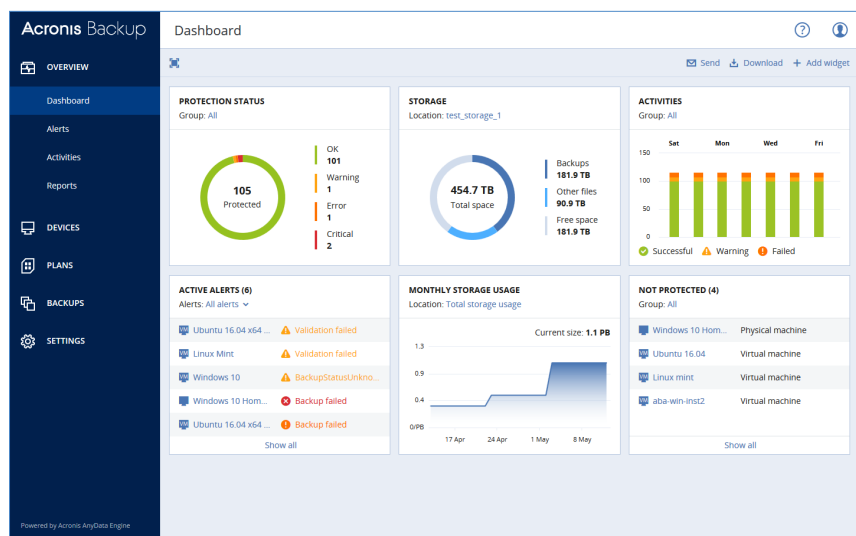 Acronis Backup
OVERVIEW
Dashboard
Alerts
Activities
Reports
DEVICES
PLANS
BACKUPS
SETTINGS
Powered by Acronis AnyData Engine
Dashboard
?
Send Download + Add widget
PROTECTION STATUS
Group: All
105
Protected
OK
101
Warning
1
Error
1
Critical
2
STORAGE
Location: test_storage_1
454.7 TB
Total space
Backups
181.9 TB
Other files
90.9 TB
Free space
181.9 TB
ACTIVITIES
Group: All
Sat Mon Wed Fri
150
100
50
0
Successful Warning Failed
ACTIVE ALERTS (6)
Alerts: All alerts
VM Ubuntu 16.04 x64 ... Validation failed
VM Linux Mint Validation failed
VM Windows 10 BackupStatusUnkno...
Windows 10 Hom... Backup failed
VM Ubuntu 16.04 x64 ... Backup failed
Show all
MONTHLY STORAGE USAGE
Location: Total storage usage
Current size: 1.1 PB
1.3
0.9
0.4
0/PB
17 Apr 24 Apr 1 May 8 May
NOT PROTECTED (4)
Group: All
Windows 10 Hom... Physical machine
VM Ubuntu 16.04 Virtual machine
VM Linux mint Virtual machine
VM aba-win-inst2 Virtual machine
Show all